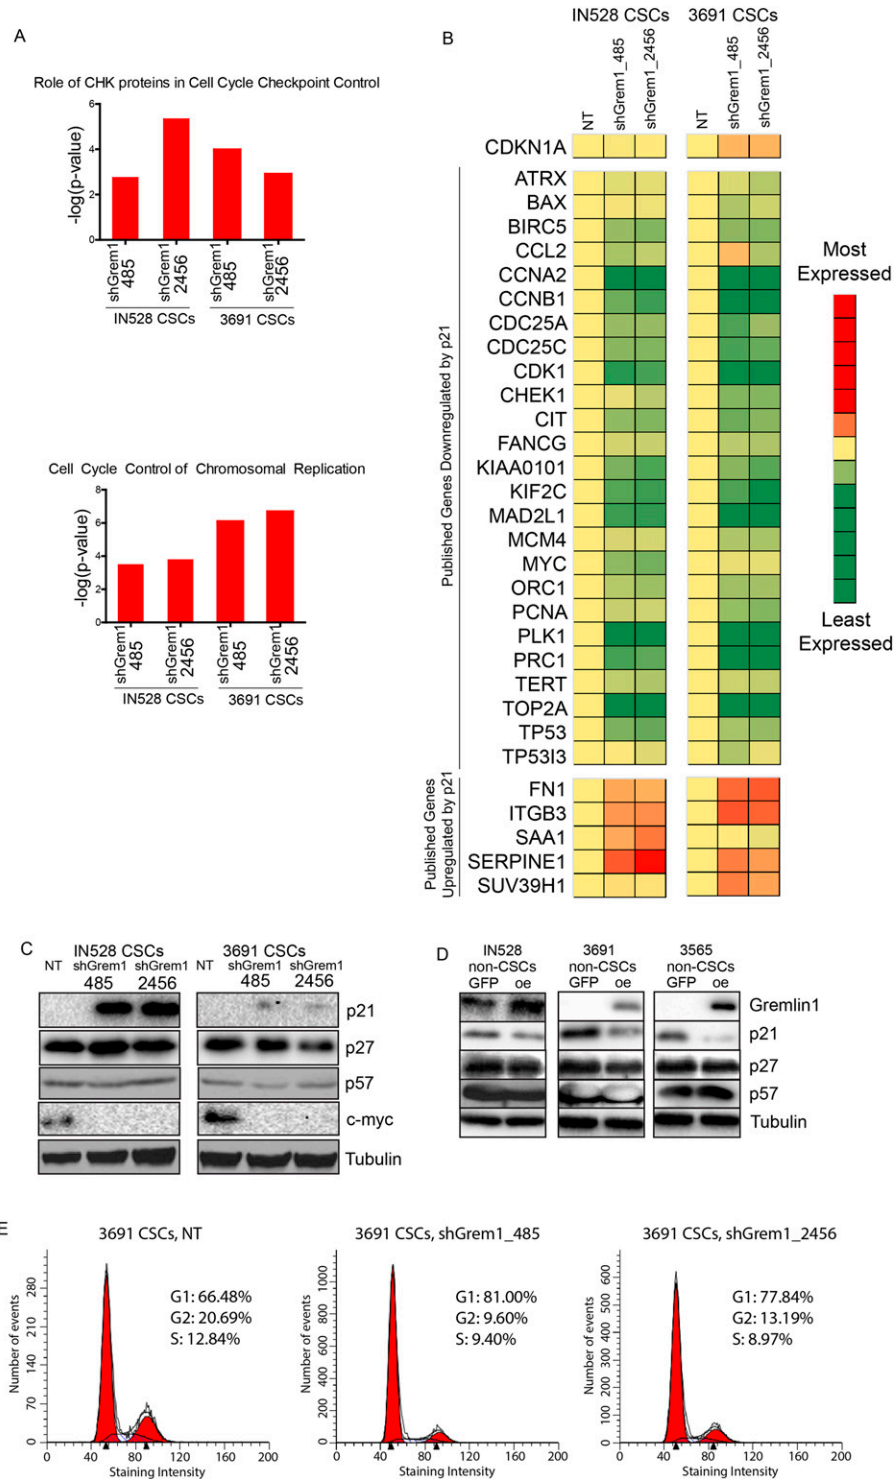 A
Role of CHK proteins in Cell Cycle Checkpoint Control
-log(p-value)
6
4
2
0
shGrem1 485
shGrem1 2456
shGrem1 485
shGrem1 2456
IN528 CSCs
3691 CSCs
Cell Cycle Control of Chromosomal Replication
-log(p-value)
8
6
4
2
0
shGrem1 485
shGrem1 2456
shGrem1 485
shGrem1 2456
IN528 CSCs
3691 CSCs
B
IN528 CSCs
3691 CSCs
NT
shGrem1_485
shGrem1_2456
NT
shGrem1_485
shGrem1_2456
CDKN1A
Published Genes Downregulated by p21
ATRX
BAX
BIRC5
CCL2
CCNA2
CCNB1
CDC25A
CDC25C
CDK1
CHEK1
CIT
FANCG
KIAA0101
KIF2C
MAD2L1
MCM4
MYC
ORC1
PCNA
PLK1
PRC1
TERT
TOP2A
TP53
TP53I3
Published Genes
Upregulated by p21
FN1
ITGB3
SAA1
SERPINE1
SUV39H1
Most
Expressed
Least
Expressed
C
IN528 CSCs
3691 CSCs
NT shGrem1 shGrem1
485 2456
NT shGrem1 shGrem1
485 2456
p21
p27
p57
c-myc
Tubulin
D
IN528
non-CSCs
GFP oe
3691
non-CSCs
GFP oe
3565
non-CSCs
GFP oe
Gremlin1
p21
p27
p57
Tubulin
E
3691 CSCs, NT
Number of events
280
210
140
70
0
G1: 66.48%
G2: 20.69%
S: 12.84%
0 40 80 120 160 200
Staining Intensity
3691 CSCs, shGrem1_485
Number of events
1000
800
600
400
200
0
G1: 81.00%
G2: 9.60%
S: 9.40%
0 40 80 120 160 200
Staining Intensity
3691 CSCs, shGrem1_2456
Number of events
600
500
400
300
200
100
0
G1: 77.84%
G2: 13.19%
S: 8.97%
0 40 80 120 160 200
Staining Intensity